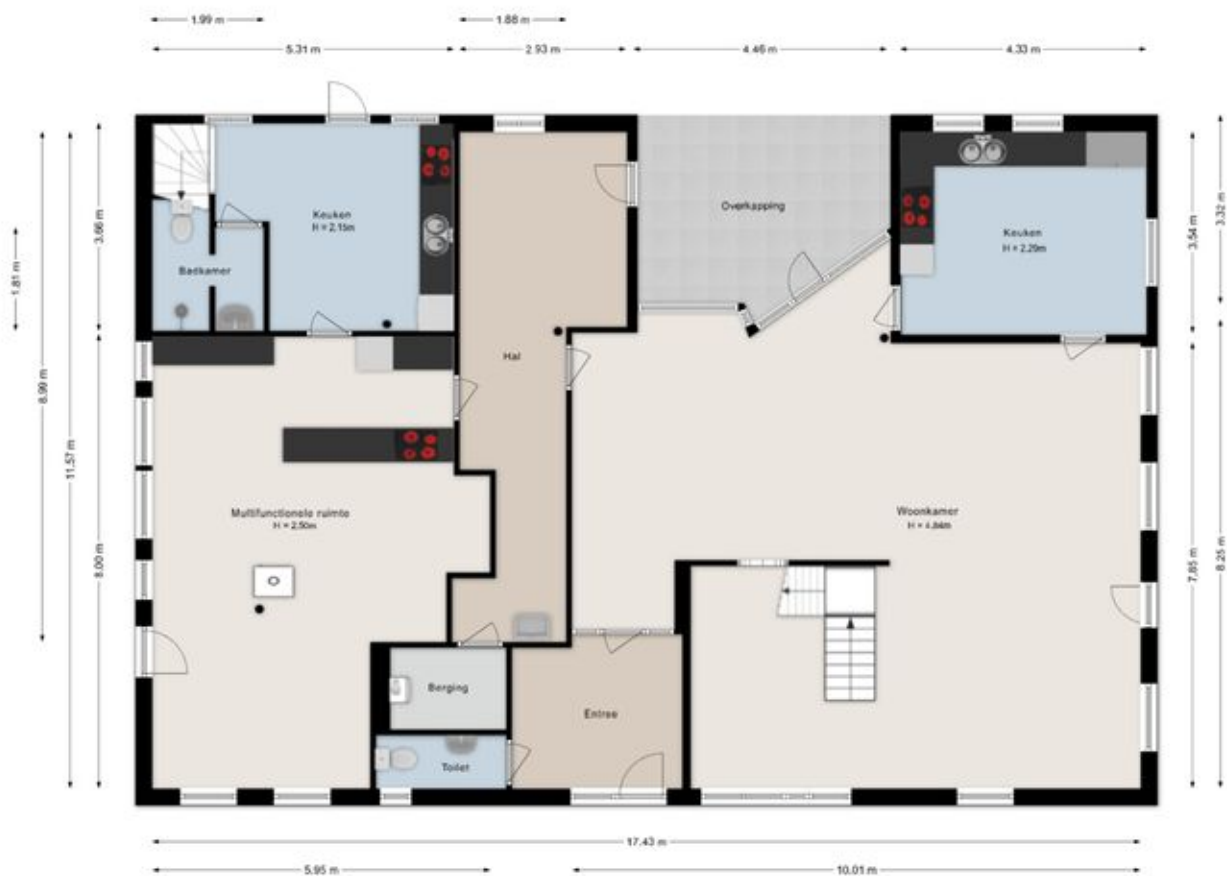 1.99 m
1.88 m
5.31 m
2.93 m
4.46 m
4.33 m
Keuken
H = 2.15m
Overkapping
Keuken
H = 2.29m
Badkamer
3.66 m
1.81 m
8.99 m
11.57 m
8.00 m
3.54 m
3.32 m
Hal
Multifunctionele ruimte
H = 2.50m
Woonkamer
H = 4.84m
7.85 m
8.25 m
Berging
Entree
Toilet
17.43 m
5.95 m
10.01 m